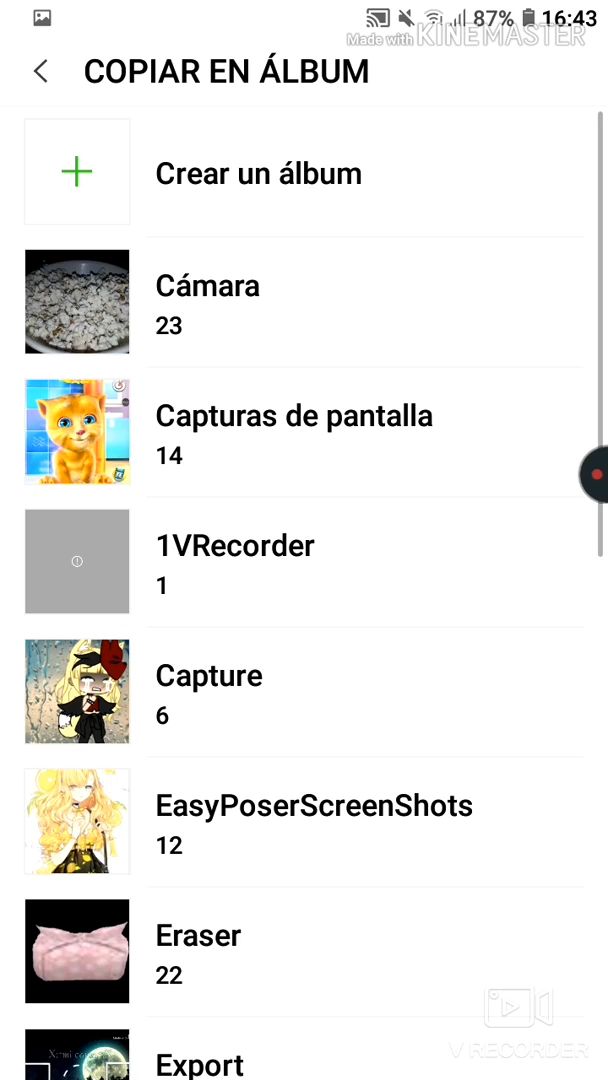 87% 16:43
Made with KINEMASTER
COPIAR EN ÁLBUM
Crear un álbum
Cámara
23
Capturas de pantalla
14
1VRecorder
1
Capture
6
EasyPoserScreenShots
12
Eraser
22
V RECORDER
Export